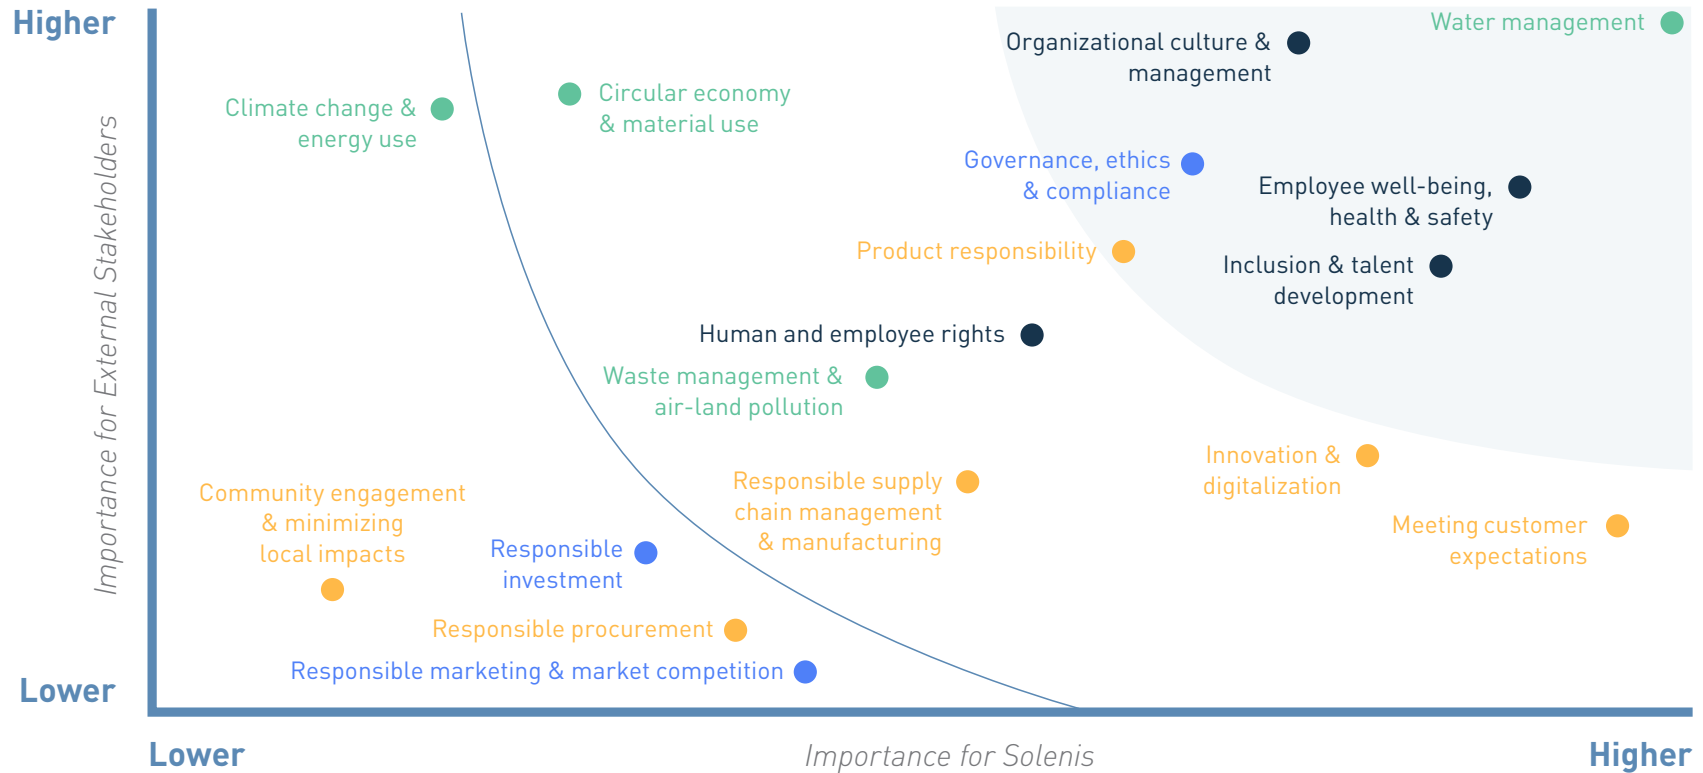 Higher
Water management
Organizational culture &
management
Climate change &
energy use
Circular economy
& material use
Governance, ethics
& compliance
Employee well-being,
health & safety
Product responsibility
Inclusion & talent
development
Human and employee rights
Waste management &
air-land pollution
Importance for External Stakeholders
Innovation &
digitalization
Responsible supply
chain management
& manufacturing
Community engagement
& minimizing
local impacts
Meeting customer
expectations
Responsible
investment
Responsible procurement
Responsible marketing & market competition
Lower
Lower
Importance for Solenis
Higher